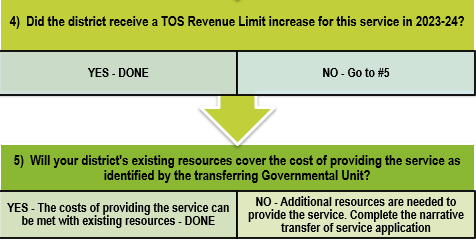 4) Did the district receive a TOS Revenue Limit increase for this service in 2023-24?
YES - DONE
NO - Go to #5
5) Will your district's existing resources cover the cost of providing the service as
identified by the transferring Governmental Unit?
YES - The costs of providing the service can
be met with existing resources - DONE
NO - Additional resources are needed to
provide the service. Complete the narrative
transfer of service application